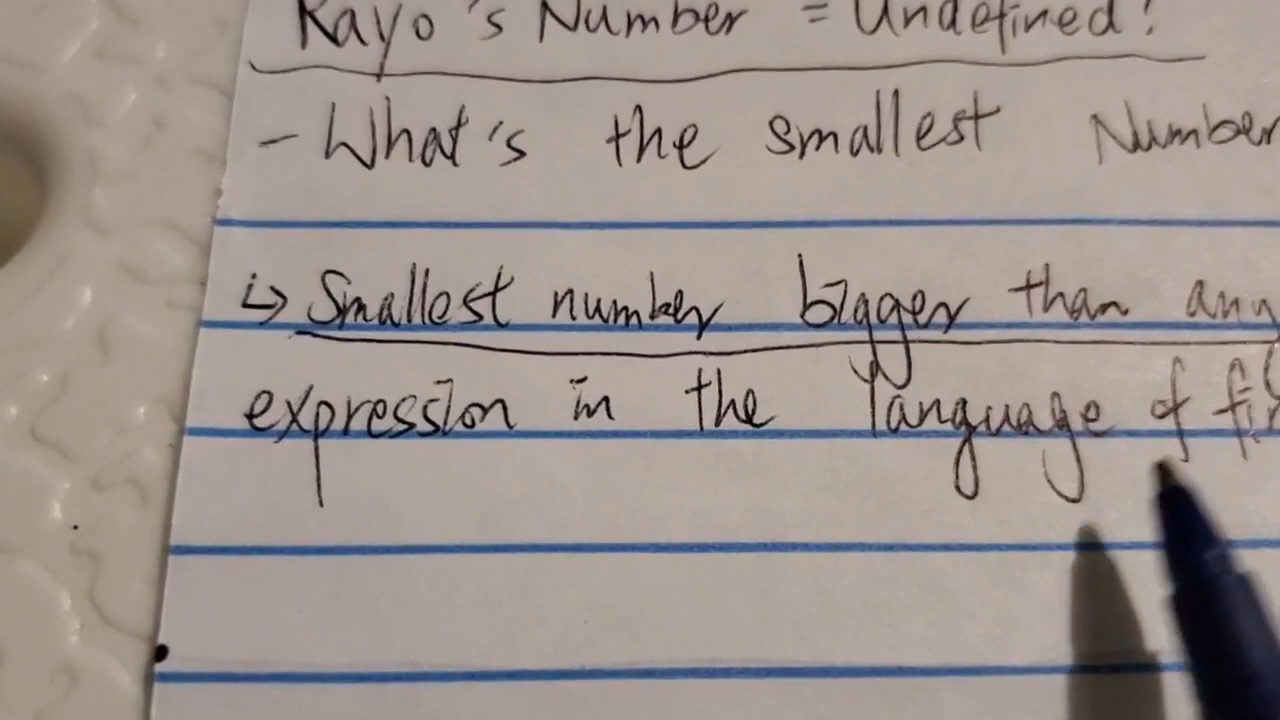 Rayo's Number = Undefined!
- What's the smallest Number
↳ Smallest number bigger than any
expression in the language of